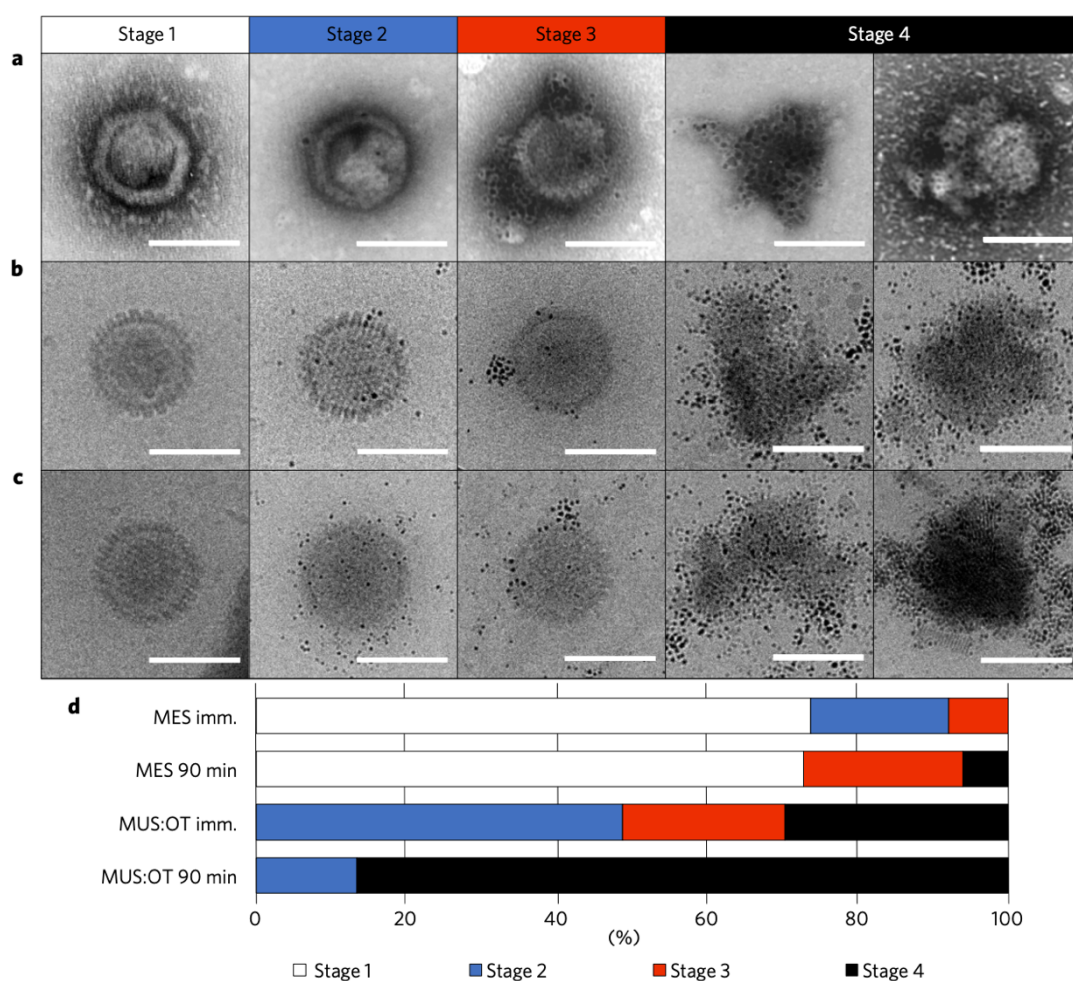 Stage 1 Stage 2 Stage 3 Stage 4
a
b
c
d
MES imm.
MES 90 min
MUS:OT imm.
MUS:OT 90 min
0 20 40 60 80 100
(%)
Stage 1 Stage 2 Stage 3 Stage 4